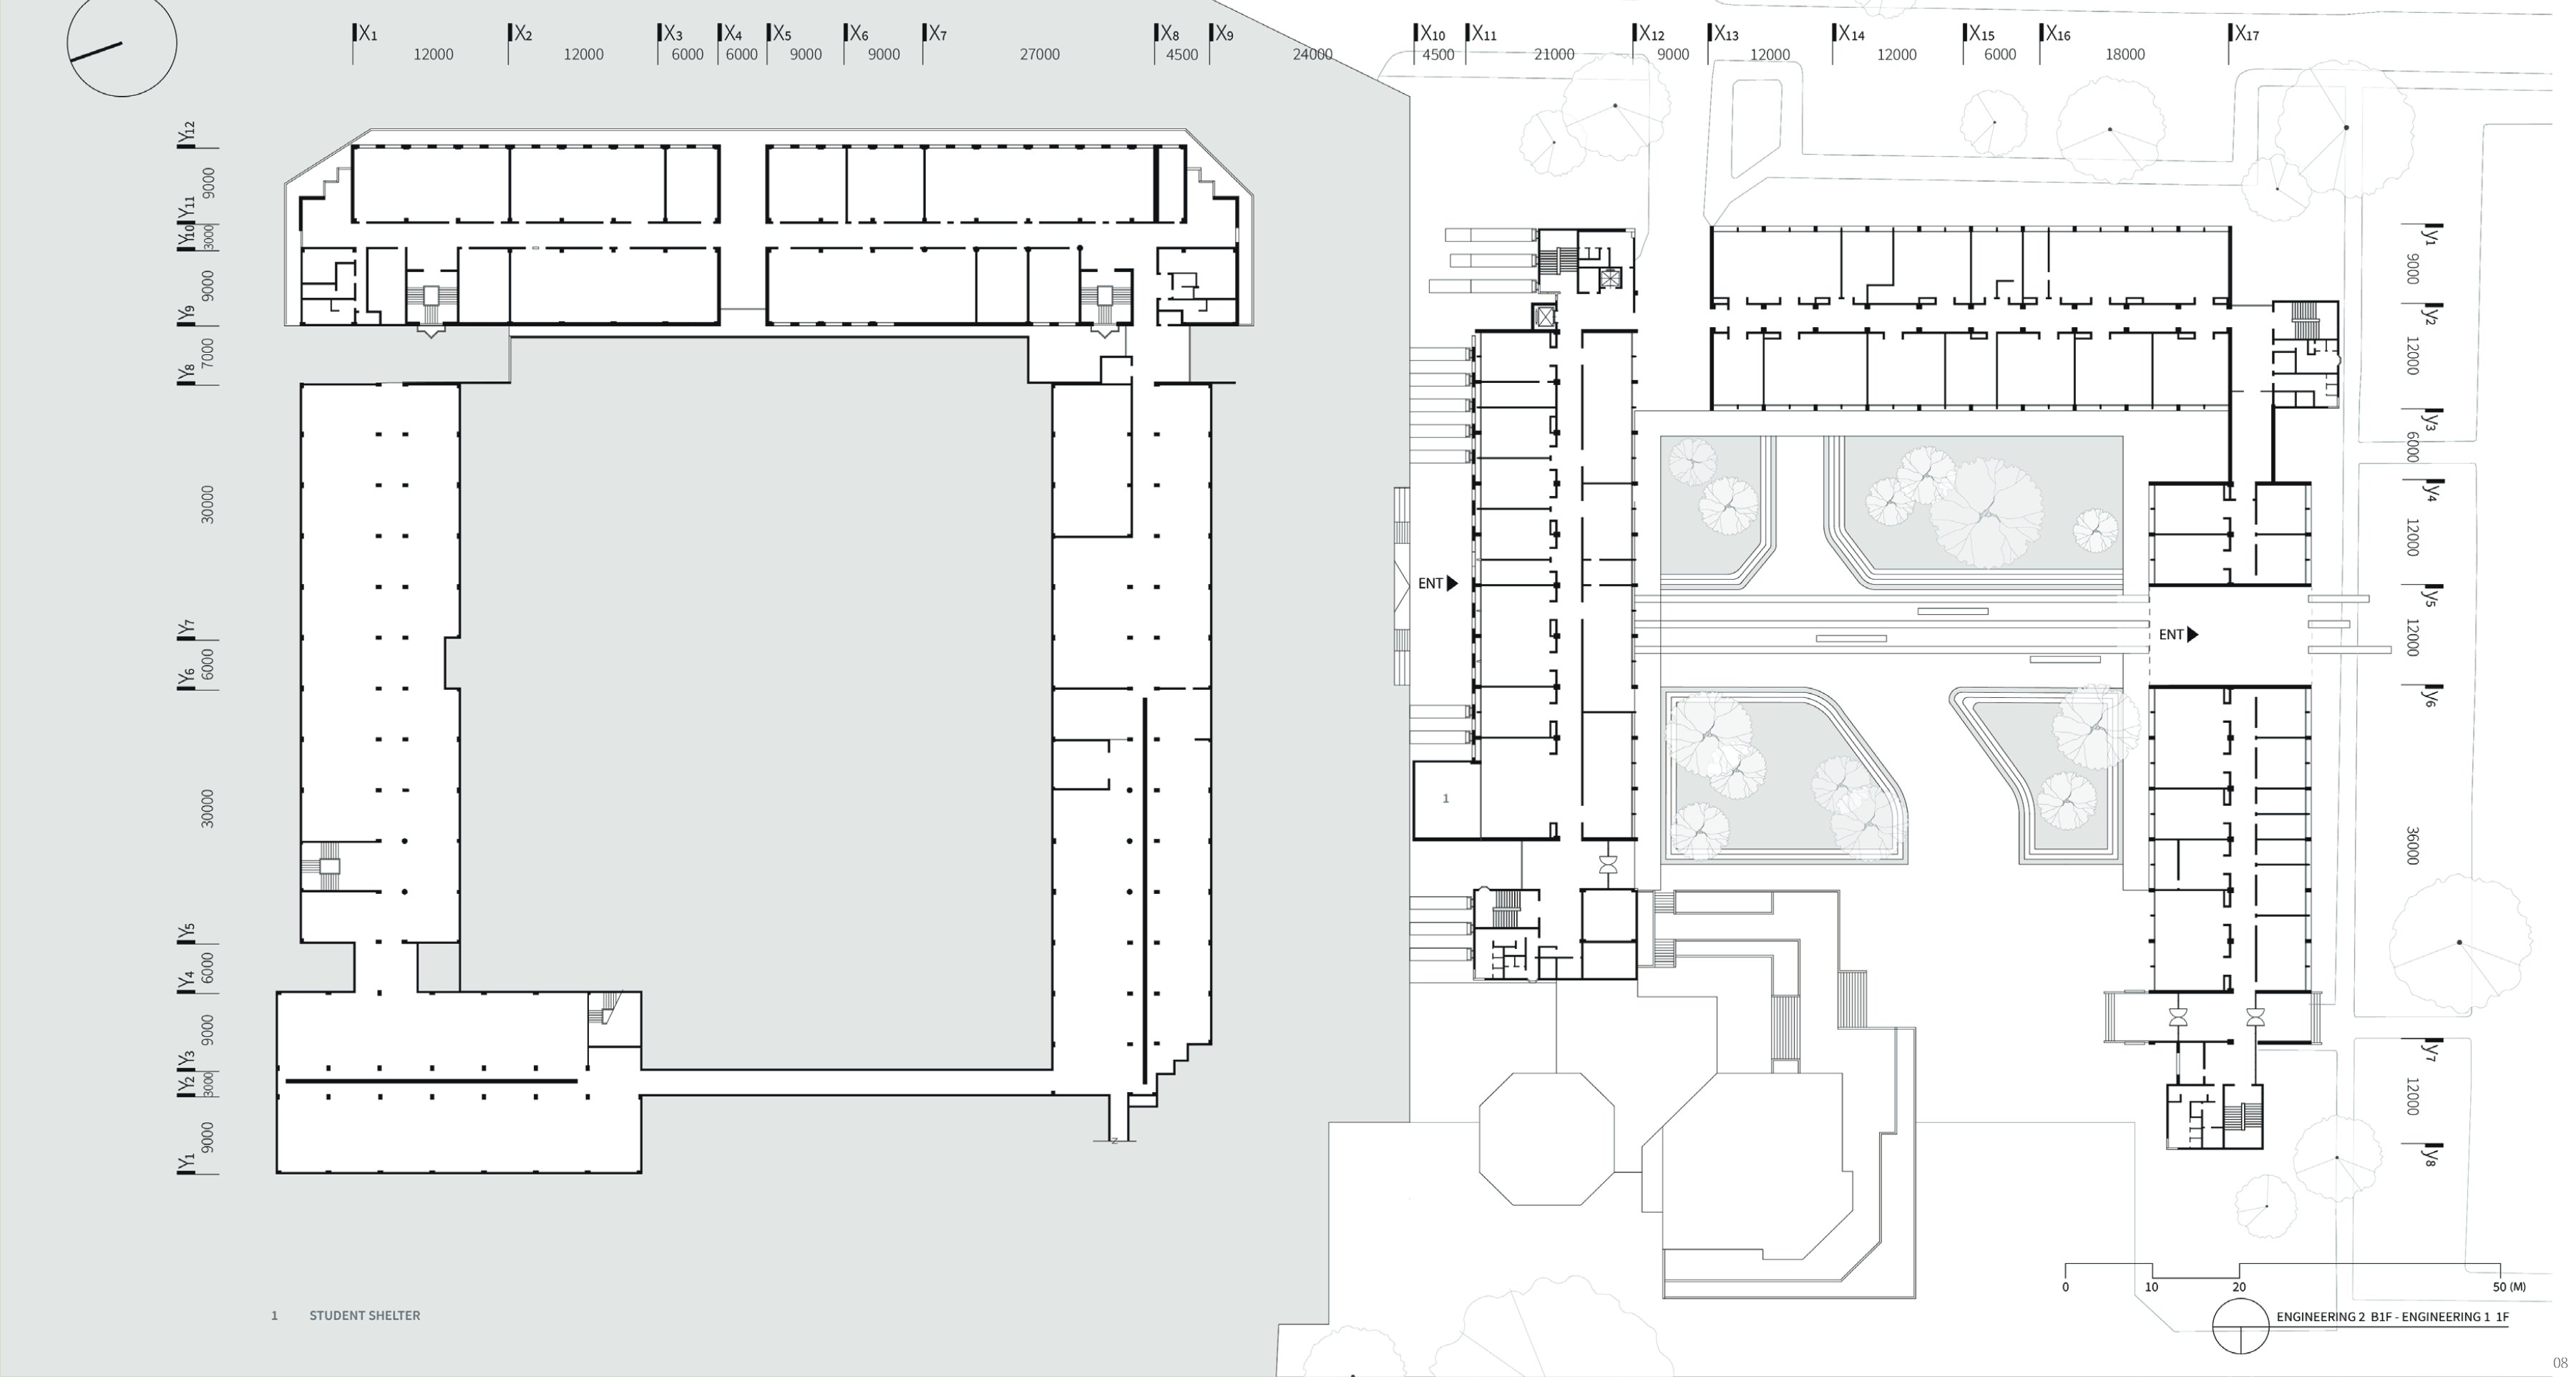 X1 X2 X3 X4 X5 X6 X7 X8 X9 X10 X11 X12 X13 X14 X15 X16 X17
12000 12000 6000 6000 9000 9000 27000 4500 24000 4500 21000 9000 12000 12000 6000 18000
Y12
9000
Y11
Y10
3000
9000
Y9
7000
Y8
30000
Y7
6000
Y6
30000
Y5
6000
Y4
9000
Y3
Y2
3000
9000
Y1
y1
9000
y2
12000
y3
6000
y4
12000
y5
12000
y6
36000
y7
12000
y8
ENT
ENT
1
1 STUDENT SHELTER
0 10 20 50 (M)
ENGINEERING 2 B1F - ENGINEERING 1 1F
08